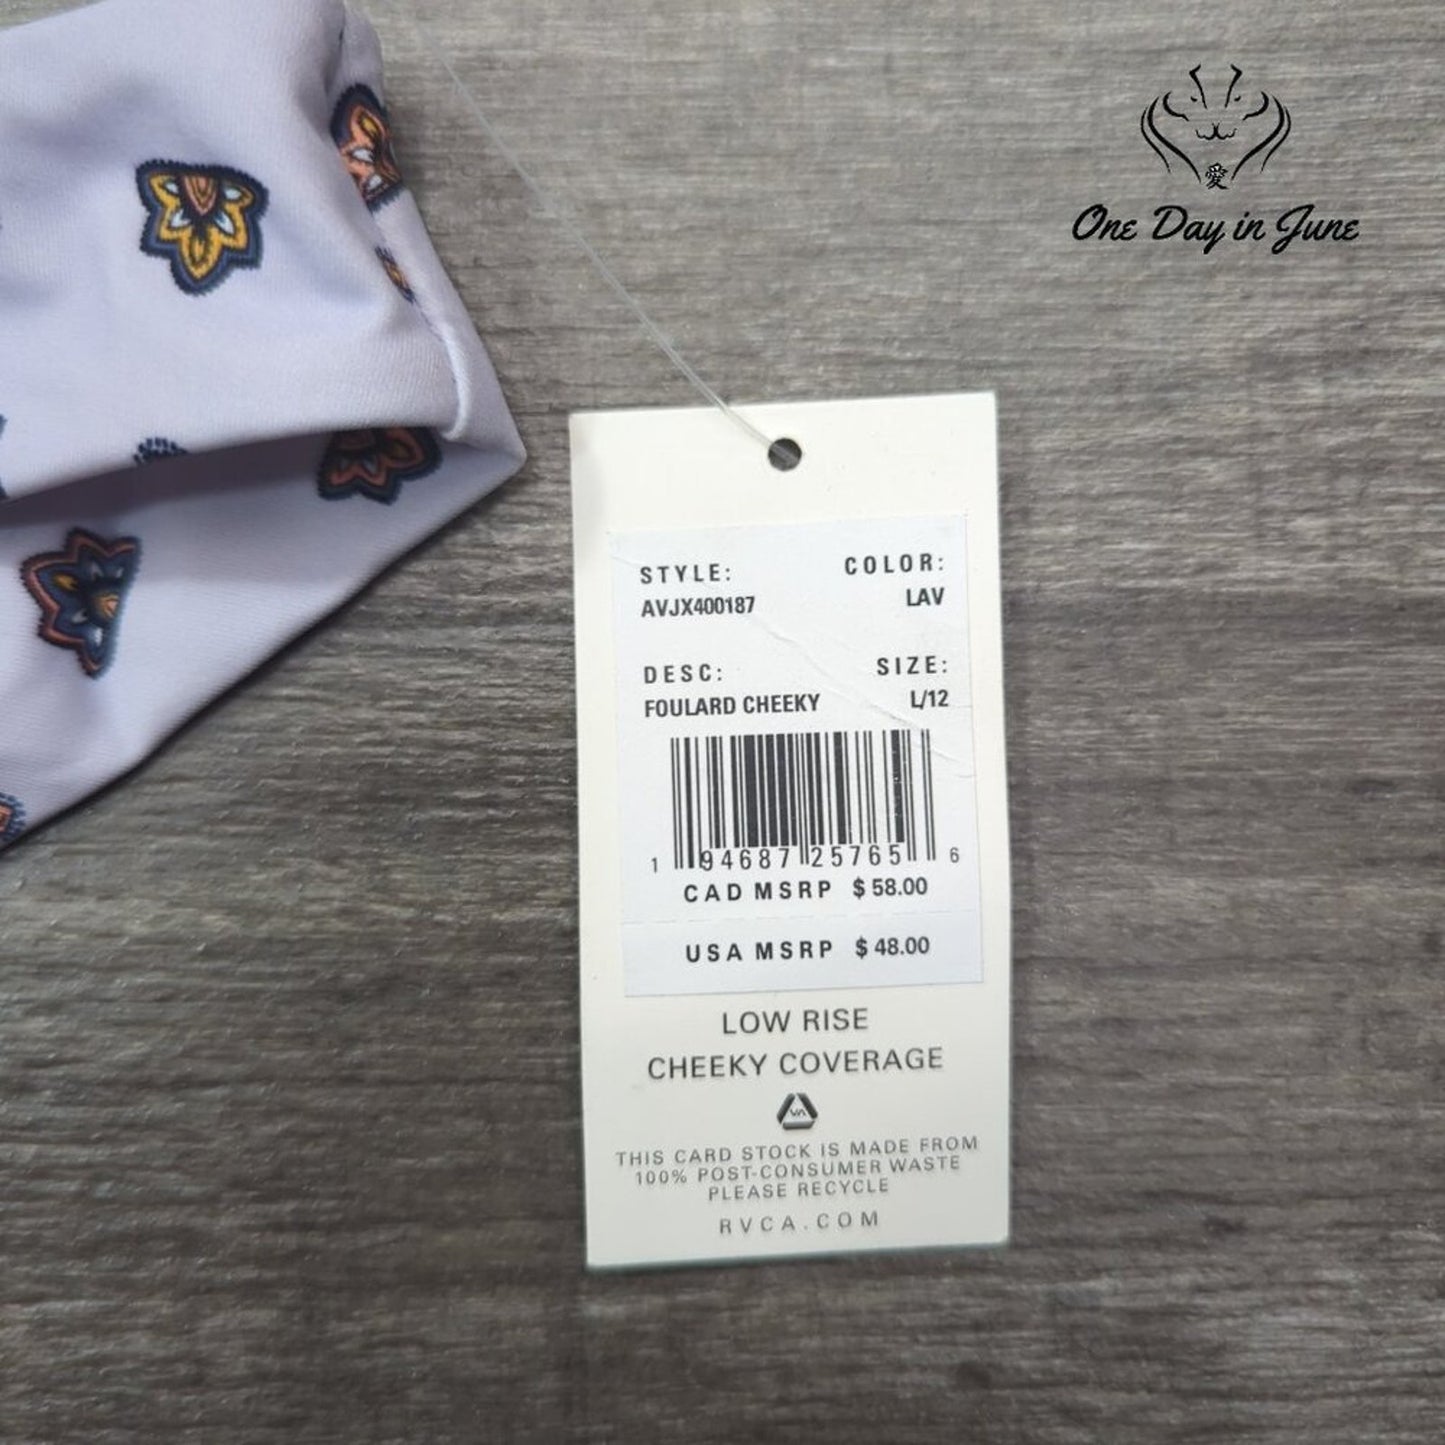 愛
One Day in June
STYLE: COLOR:
AVJX400187 LAV
DESC: SIZE:
FOULARD CHEEKY L/12
1 94687 25765 6
CAD MSRP $ 58.00
USA MSRP $ 48.00
LOW RISE
CHEEKY COVERAGE
VA
THIS CARD STOCK IS MADE FROM
100% POST-CONSUMER WASTE
PLEASE RECYCLE
RVCA.COM